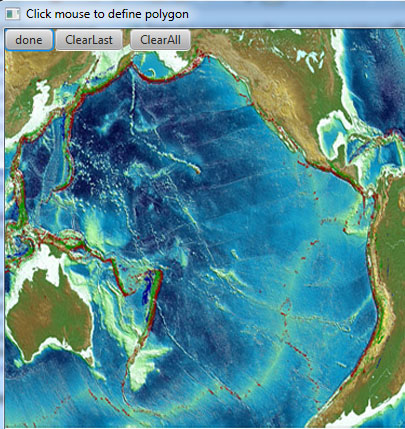 Click mouse to define polygon
done ClearLast ClearAll